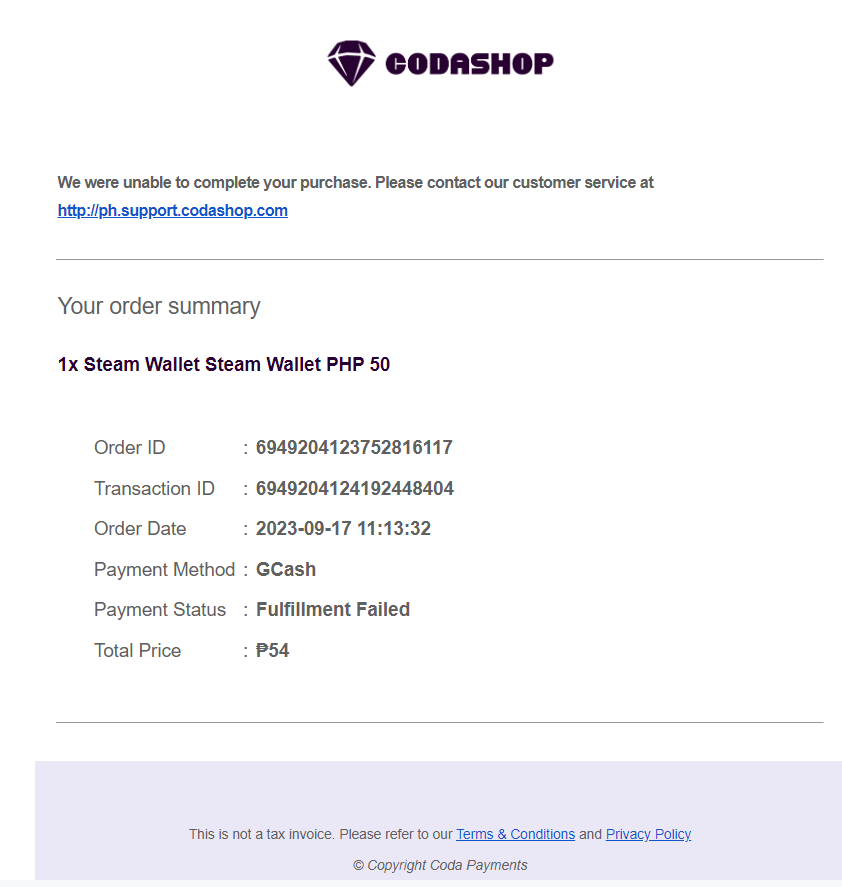 CODASHOP
We were unable to complete your purchase. Please contact our customer service at
http://ph.support.codashop.com
Your order summary
1x Steam Wallet Steam Wallet PHP 50
Order ID : 6949204123752816117
Transaction ID : 6949204124192448404
Order Date : 2023-09-17 11:13:32
Payment Method : GCash
Payment Status : Fulfillment Failed
Total Price : ₱54
This is not a tax invoice. Please refer to our Terms & Conditions and Privacy Policy
© Copyright Coda Payments